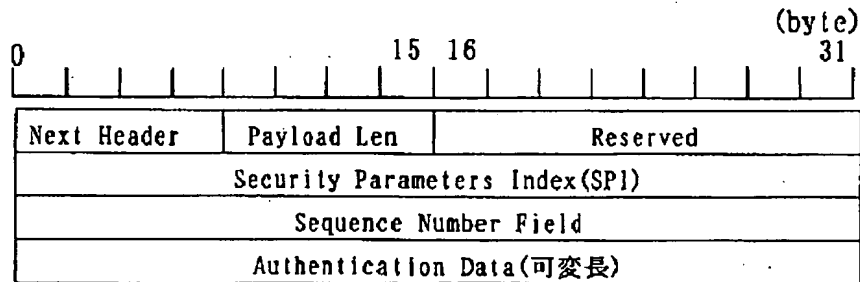 (byte)
0 15 16 31
Next Header Payload Len Reserved
Security Parameters Index(SPI)
Sequence Number Field
Authentication Data(可変長)